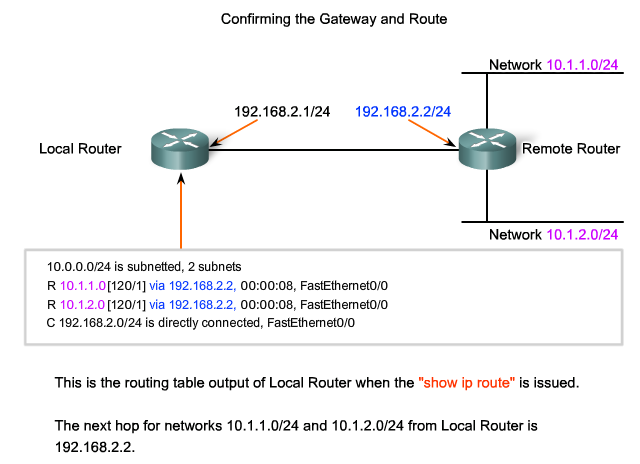 Confirming the Gateway and Route
Network 10.1.1.0/24
192.168.2.1/24
192.168.2.2/24
Local Router
Remote Router
Network 10.1.2.0/24
10.0.0.0/24 is subnetted, 2 subnets
R 10.1.1.0 [120/1] via 192.168.2.2, 00:00:08, FastEthernet0/0
R 10.1.2.0 [120/1] via 192.168.2.2, 00:00:08, FastEthernet0/0
C 192.168.2.0/24 is directly connected, FastEthernet0/0
This is the routing table output of Local Router when the "show ip route" is issued.
The next hop for networks 10.1.1.0/24 and 10.1.2.0/24 from Local Router is
192.168.2.2.